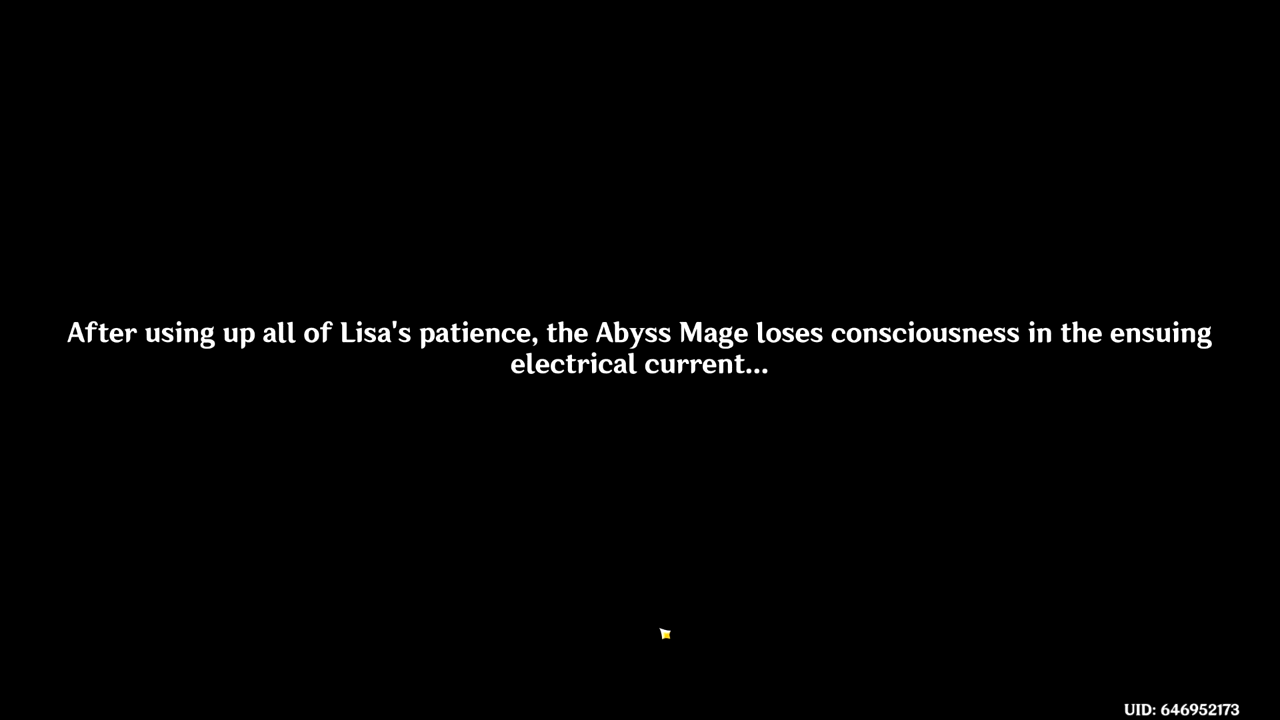 After using up all of Lisa's patience, the Abyss Mage loses consciousness in the ensuing
electrical current...
UID: 646952173